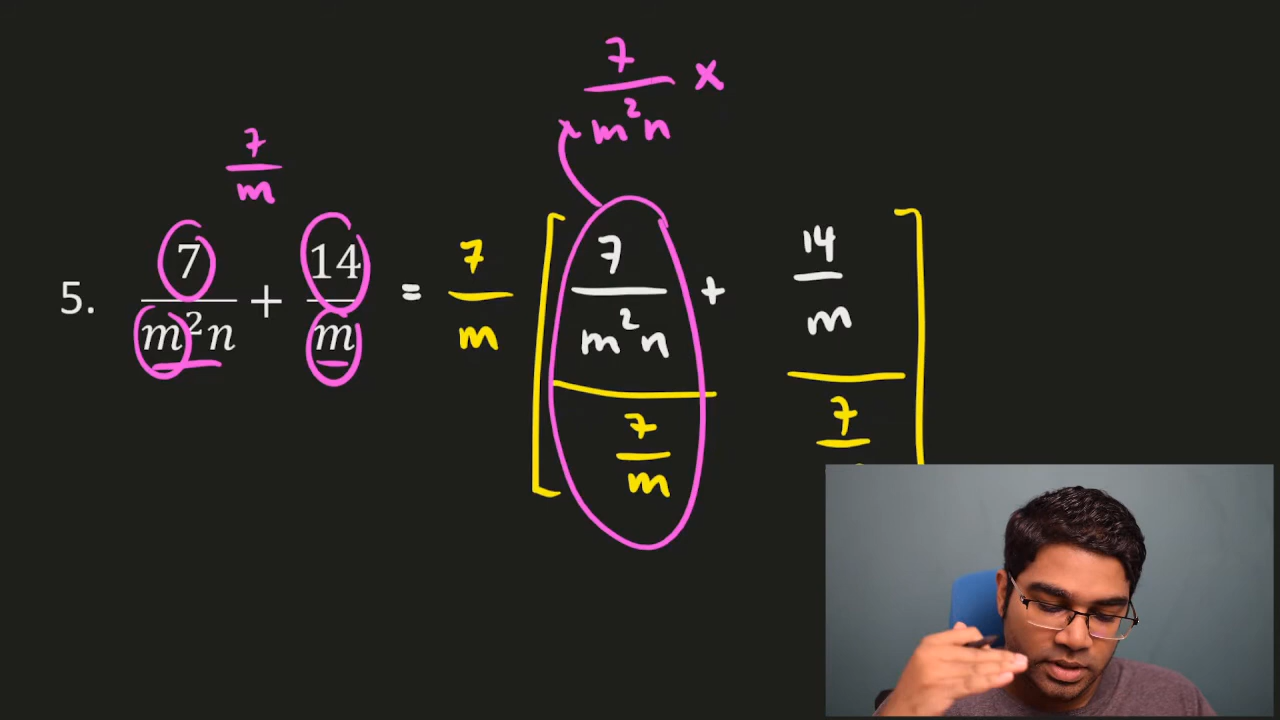 7/m²n ×
7/m
5. 7/m²n + 14/m = 7/m [ (7/m²n)/(7/m) + (14/m)/(7/